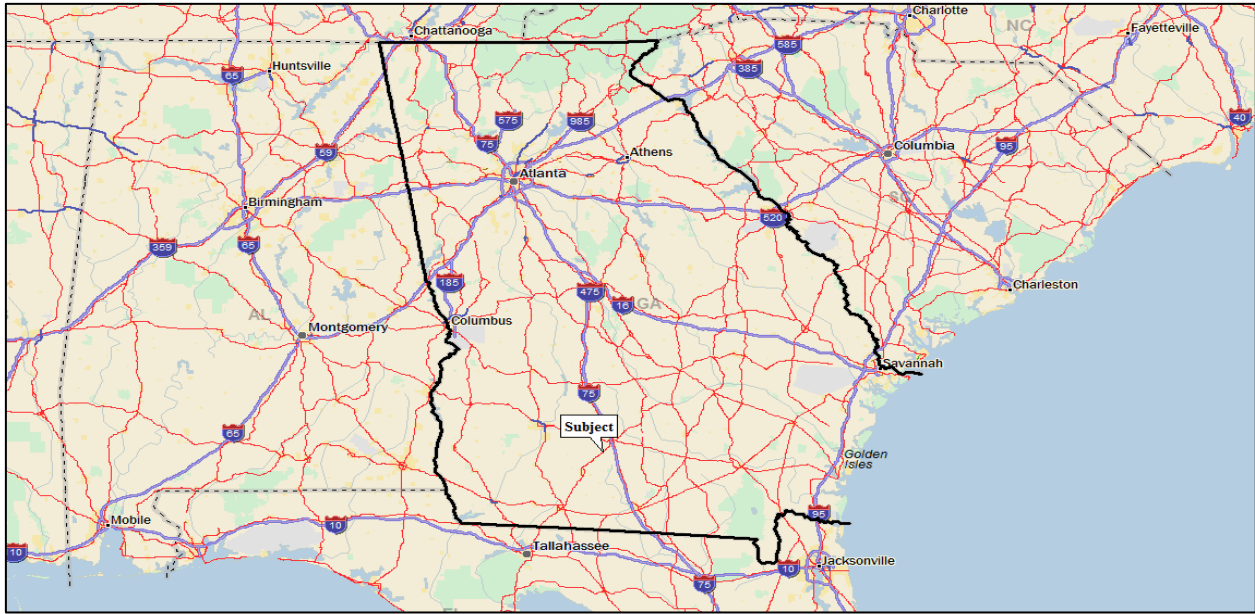 Charlotte
NC
Chattanooga
585
Fayetteville
Huntsville
65
385
575
985
40
75
Columbia
95
59
Athens
Atlanta
SC
Birmingham
520
65
359
185
475
16
GA
Charleston
AL
Columbus
Montgomery
Savannah
75
Subject
65
Golden
Isles
95
Mobile
10
10
Tallahassee
Jacksonville
10
75